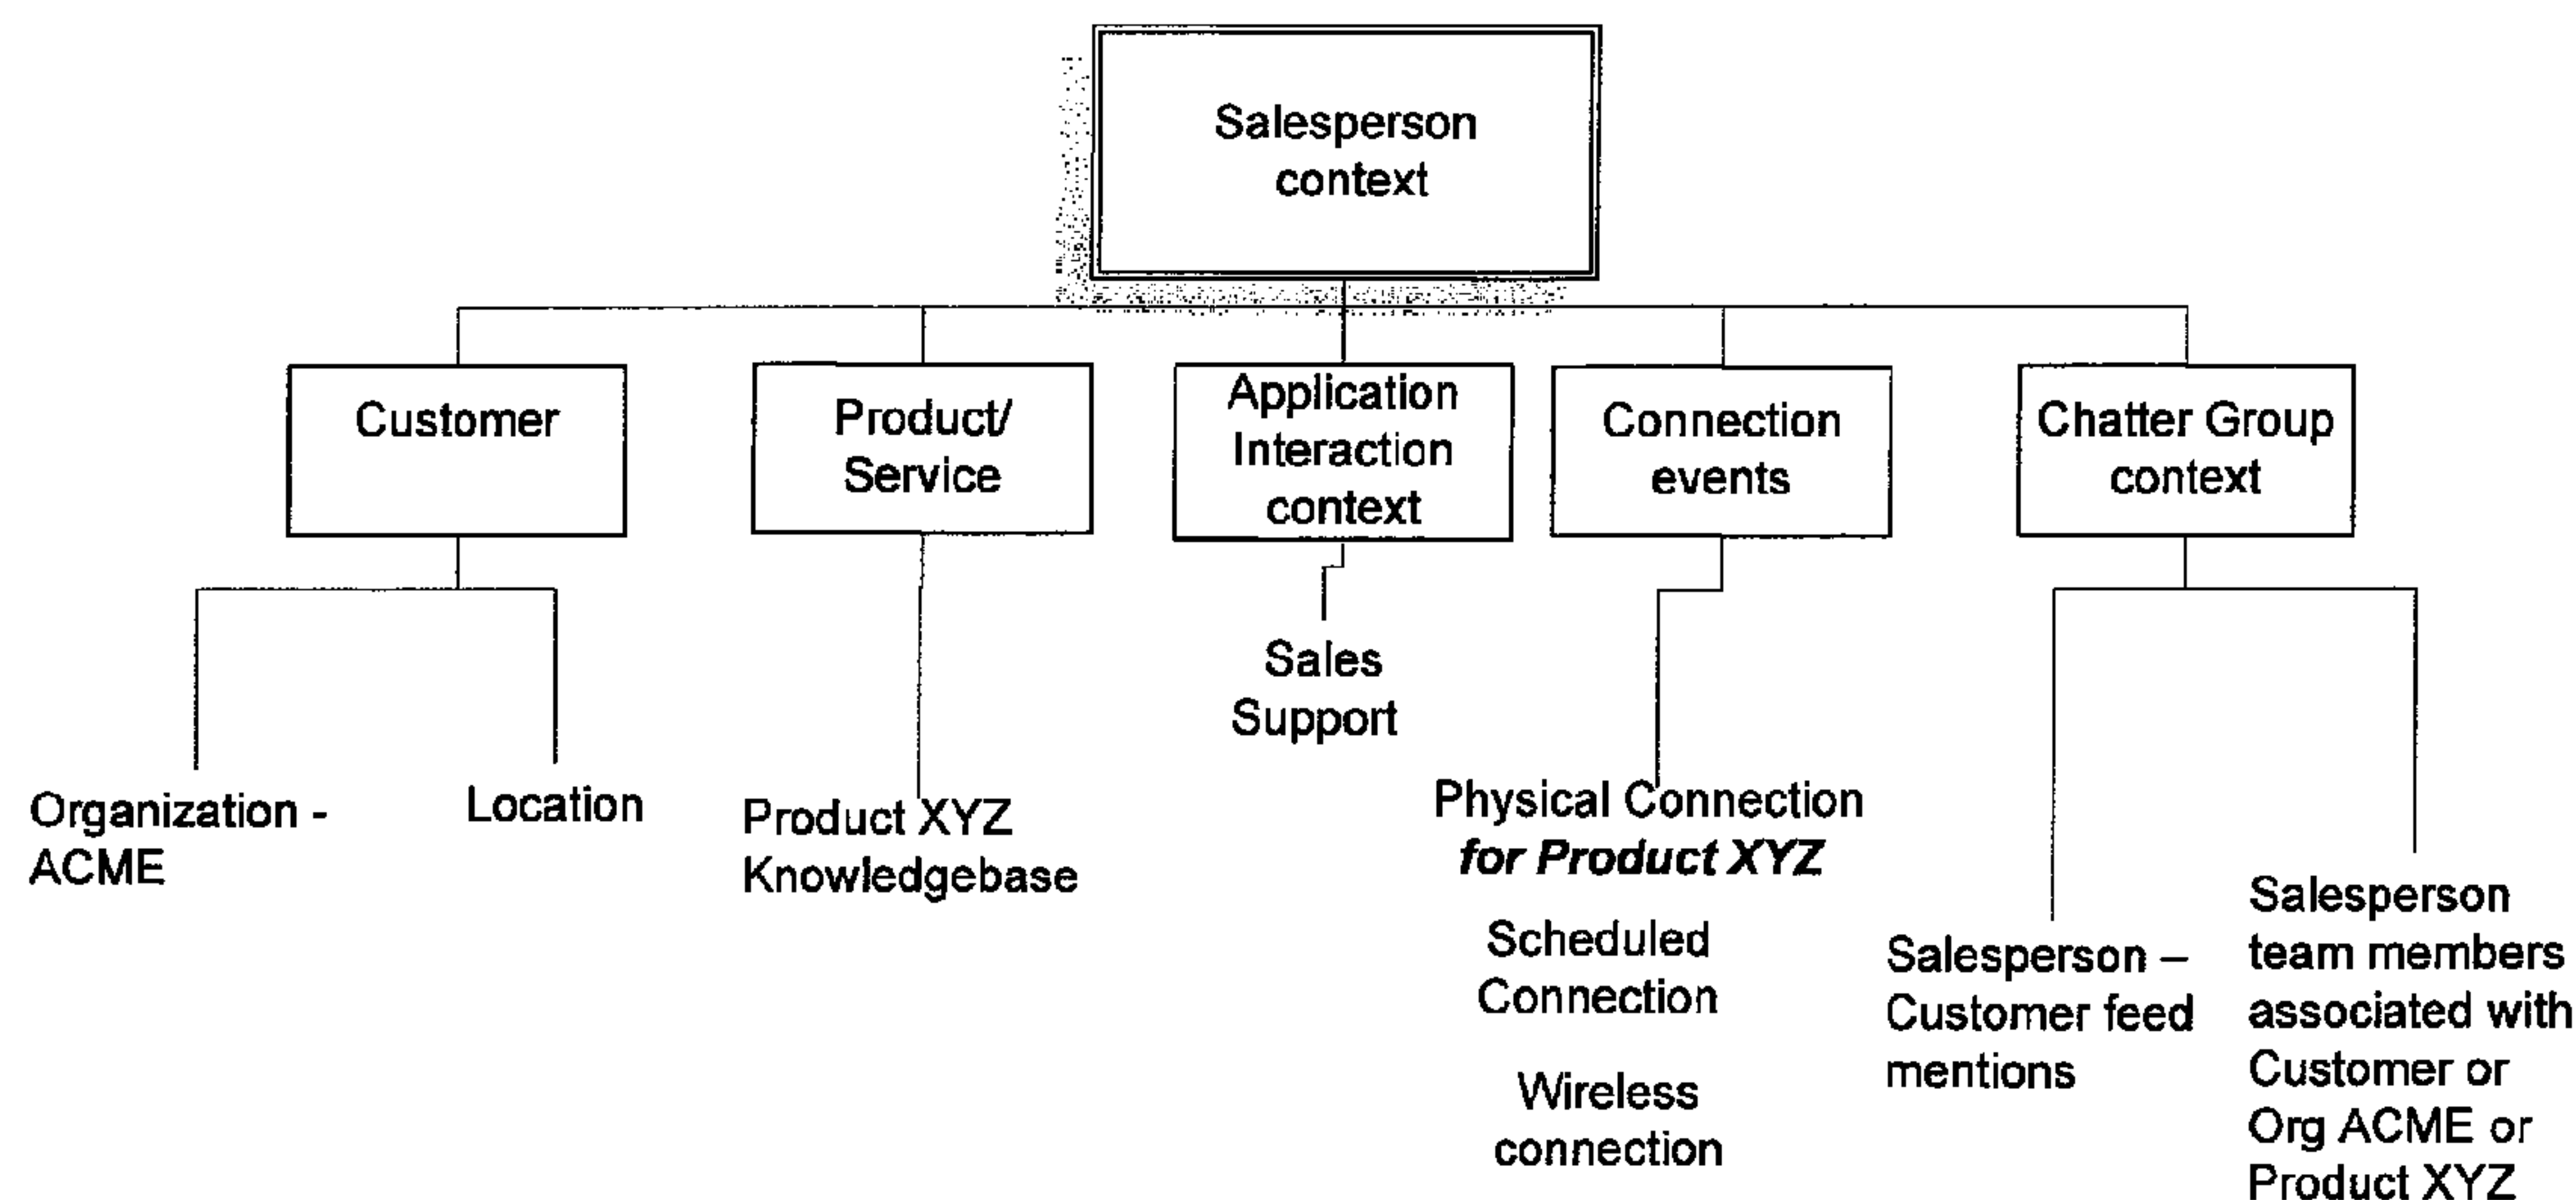 Salesperson
context
Customer
Product/
Service
Application
Interaction
context
Connection
events
Chatter Group
context
Organization -
ACME
Location
Product XYZ
Knowledgebase
Sales
Support
Physical Connection
for Product XYZ
Scheduled
Connection
Wireless
connection
Salesperson –
Customer feed
mentions
Salesperson
team members
associated with
Customer or
Org ACME or
Product XYZ